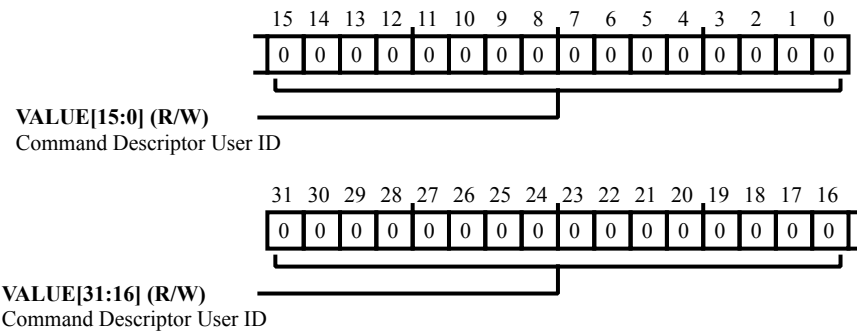 15 14 13 12 11 10 9 8 7 6 5 4 3 2 1 0
0 0 0 0 0 0 0 0 0 0 0 0 0 0 0 0
VALUE[15:0] (R/W)
Command Descriptor User ID
31 30 29 28 27 26 25 24 23 22 21 20 19 18 17 16
0 0 0 0 0 0 0 0 0 0 0 0 0 0 0 0
VALUE[31:16] (R/W)
Command Descriptor User ID